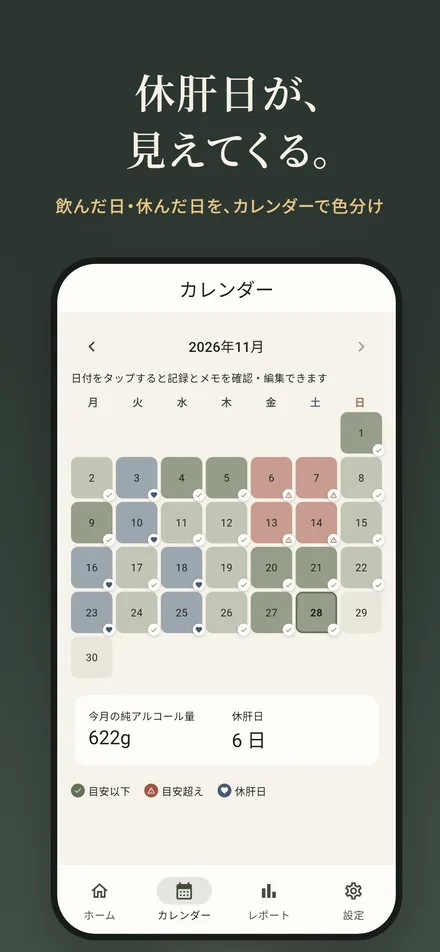 休肝日が、
見えてくる。
飲んだ日・休んだ日を、カレンダーで色分け
カレンダー
2026年11月
日付をタップすると記録とメモを確認・編集できます
月 火 水 木 金 土 日
1
2 3 4 5 6 7 8
9 10 11 12 13 14 15
16 17 18 19 20 21 22
23 24 25 26 27 28 29
30
今月の純アルコール量 休肝日
622g 6 日
目安以下 目安超え 休肝日
ホーム カレンダー レポート 設定